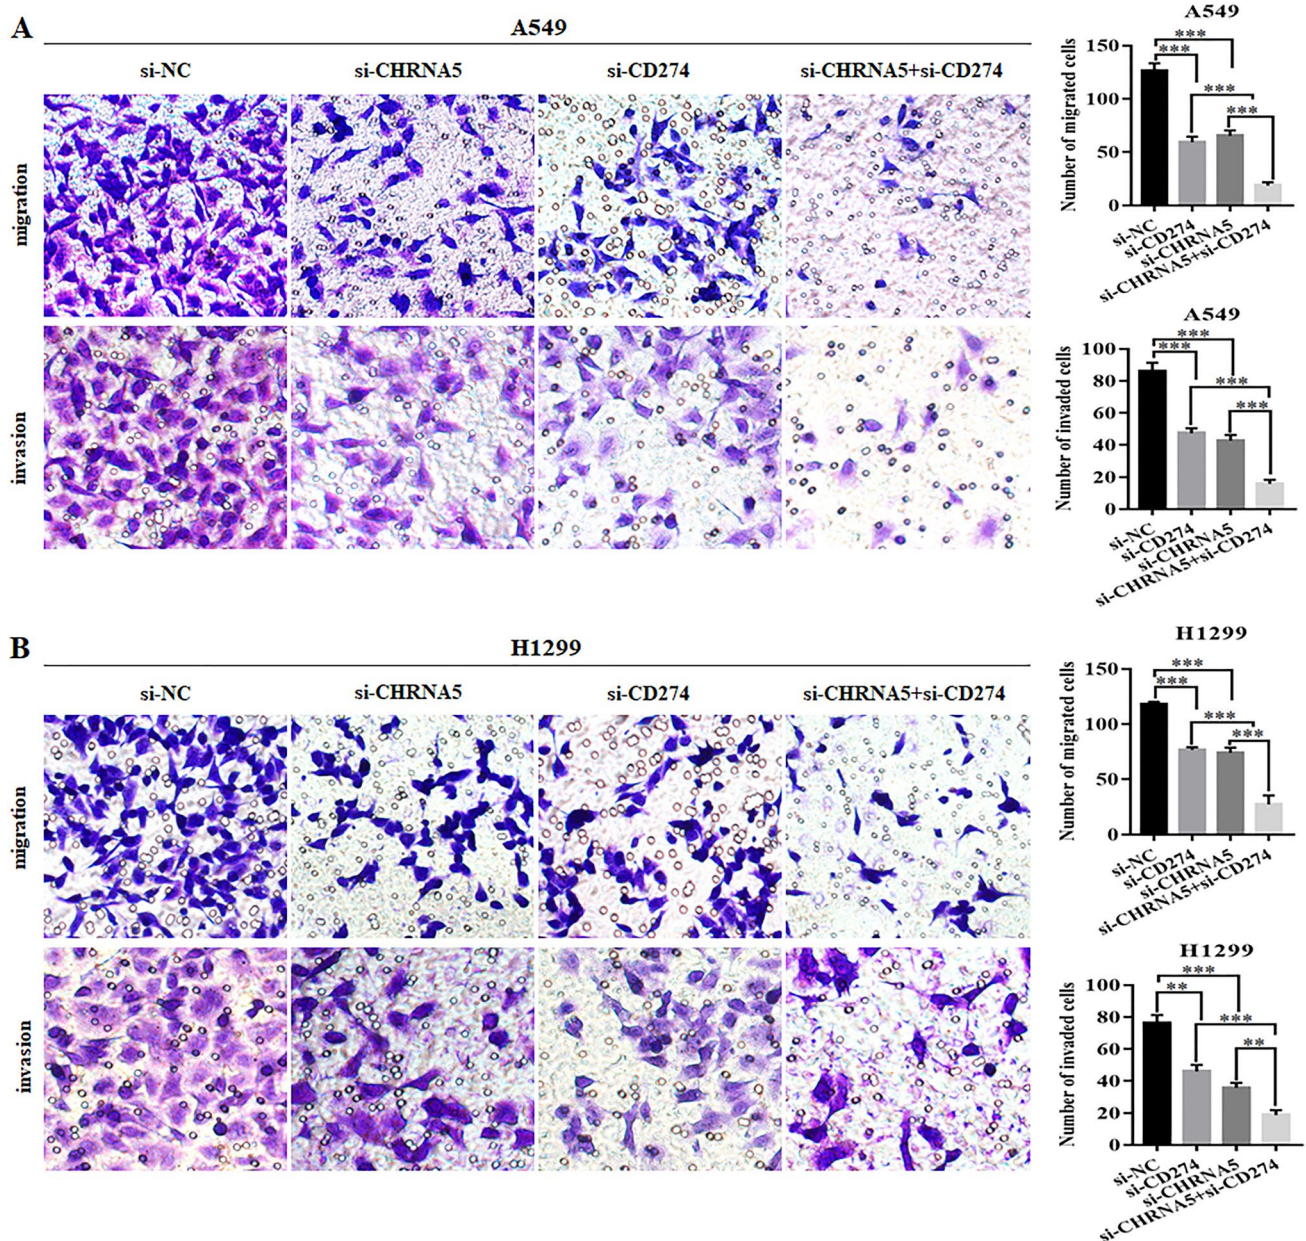 A
A549
si-NC
si-CHRNA5
si-CD274
si-CHRNA5+si-CD274
migration
invasion
A549
Number of migrated cells
150
100
50
0
***
***
***
***
si-NC
si-CD274
si-CHRNA5
si-CHRNA5+si-CD274
A549
Number of invaded cells
100
80
60
40
20
0
***
***
***
***
si-NC
si-CD274
si-CHRNA5
si-CHRNA5+si-CD274
B
H1299
si-NC
si-CHRNA5
si-CD274
si-CHRNA5+si-CD274
migration
invasion
H1299
Number of migrated cells
150
100
50
0
***
***
***
***
si-NC
si-CD274
si-CHRNA5
si-CHRNA5+si-CD274
H1299
Number of invaded cells
100
80
60
40
20
0
***
**
***
**
si-NC
si-CD274
si-CHRNA5
si-CHRNA5+si-CD274